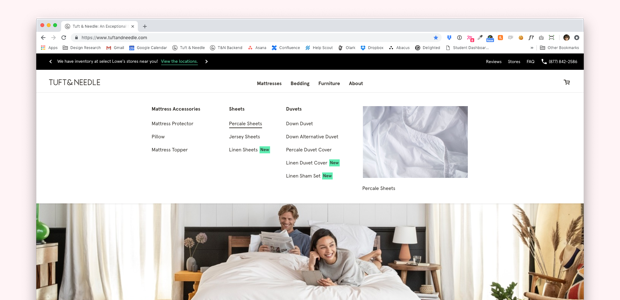 Tuft & Needle: An Exceptional
https://www.tuftandneedle.com
Apps Design Research Gmail Google Calendar Tuft & Needle T&N Backend Asana Confluence Help Scout Olark Dropbox Abacus Delighted Student Dashboar... Other Bookmarks
We have inventory at select Lowe's stores near you! View the locations. Reviews Stores FAQ (877) 842-2586
TUFT&NEEDLE Mattresses Bedding Furniture About
Mattress Accessories
Mattress Protector
Pillow
Mattress Topper
Sheets
Percale Sheets
Jersey Sheets
Linen Sheets New
Duvets
Down Duvet
Down Alternative Duvet
Percale Duvet Cover
Linen Duvet Cover New
Linen Sham Set New
Percale Sheets